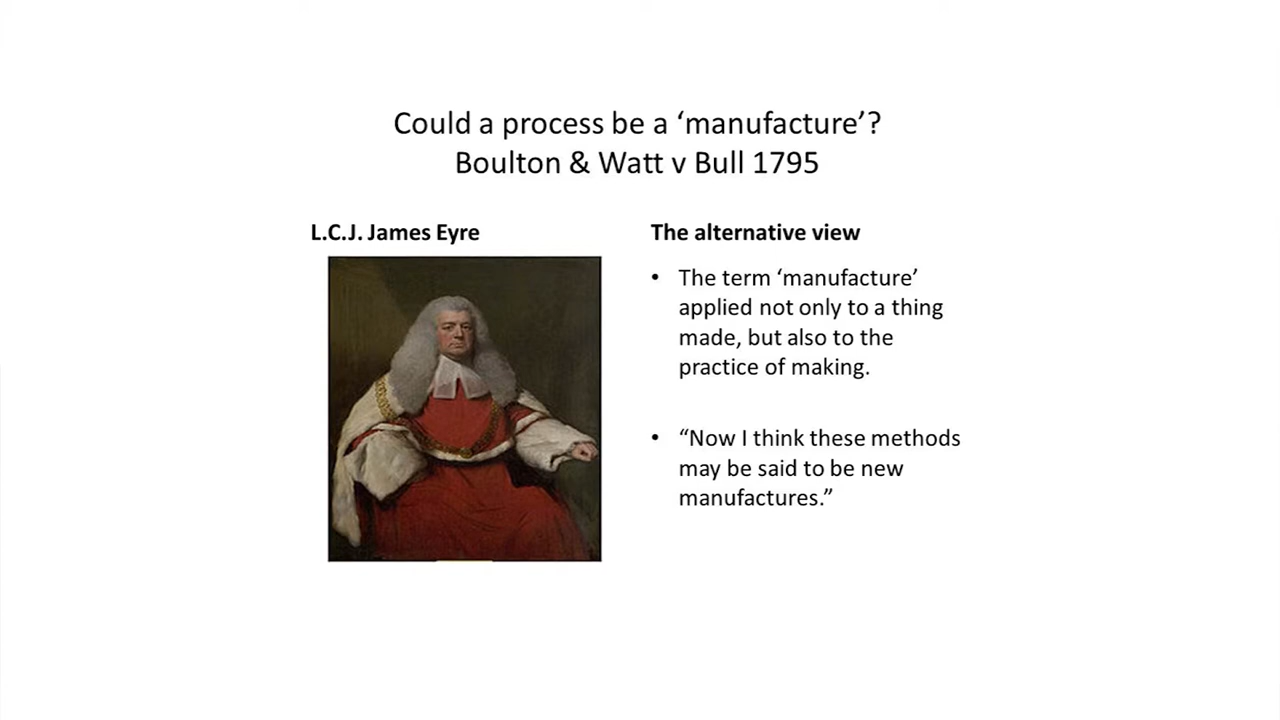 Could a process be a ‘manufacture’?
Boulton & Watt v Bull 1795
L.C.J. James Eyre
The alternative view
• The term ‘manufacture’
applied not only to a thing
made, but also to the
practice of making.
• “Now I think these methods
may be said to be new
manufactures.”